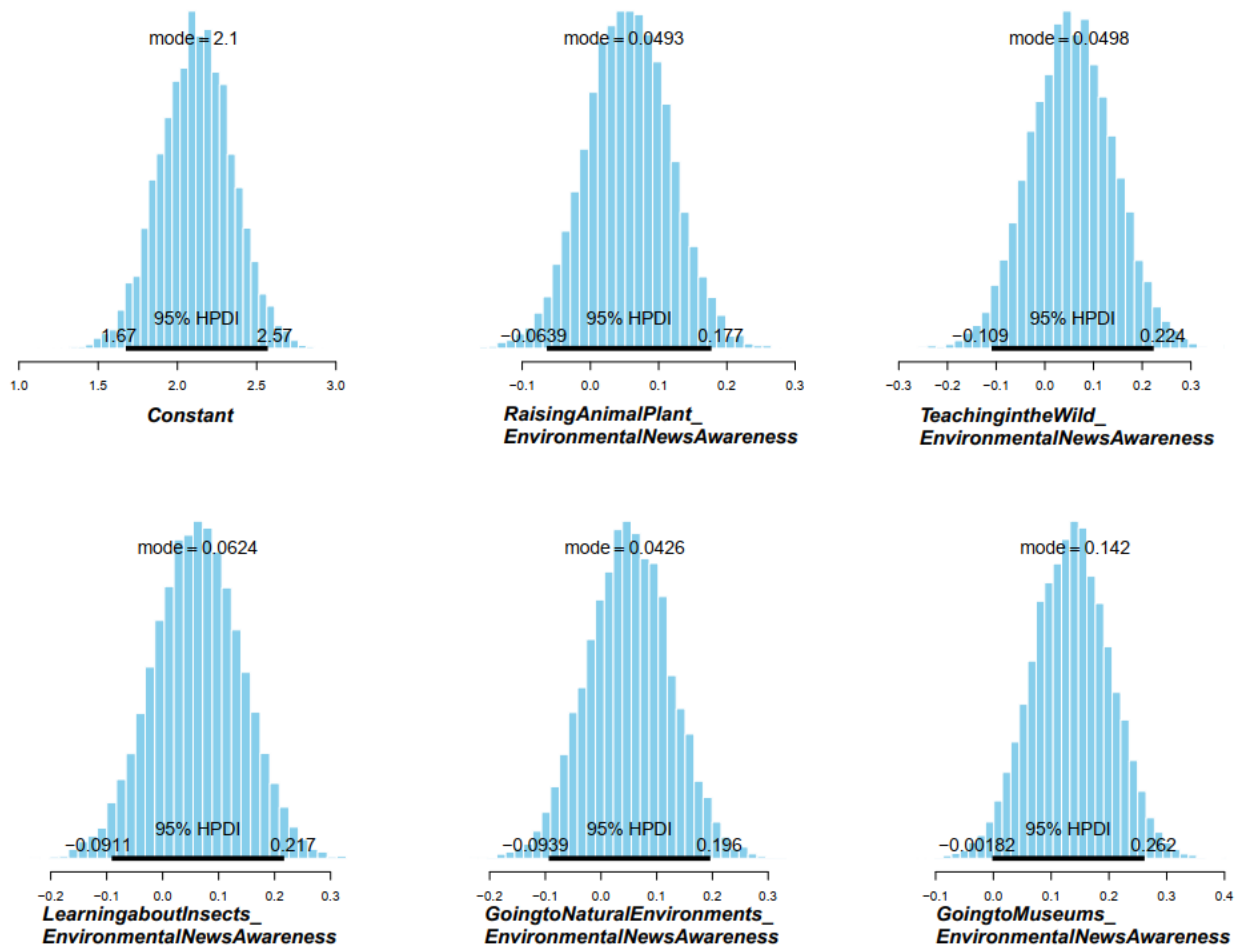 mode = 2.1
95% HPDI
1.67 2.57
1.0 1.5 2.0 2.5 3.0
Constant
mode = 0.0493
95% HPDI
−0.0639 0.177
−0.1 0.0 0.1 0.2 0.3
RaisingAnimalPlant_
EnvironmentalNewsAwareness
mode = 0.0498
95% HPDI
−0.109 0.224
−0.3 −0.2 −0.1 0.0 0.1 0.2 0.3
TeachingintheWild_
EnvironmentalNewsAwareness
mode = 0.0624
95% HPDI
−0.0911 0.217
−0.2 −0.1 0.0 0.1 0.2 0.3
LearningaboutInsects_
EnvironmentalNewsAwareness
mode = 0.0426
95% HPDI
−0.0939 0.196
−0.2 −0.1 0.0 0.1 0.2 0.3
GoingtoNaturalEnvironments_
EnvironmentalNewsAwareness
mode = 0.142
95% HPDI
−0.00182 0.262
−0.1 0.0 0.1 0.2 0.3 0.4
GoingtoMuseums_
EnvironmentalNewsAwareness